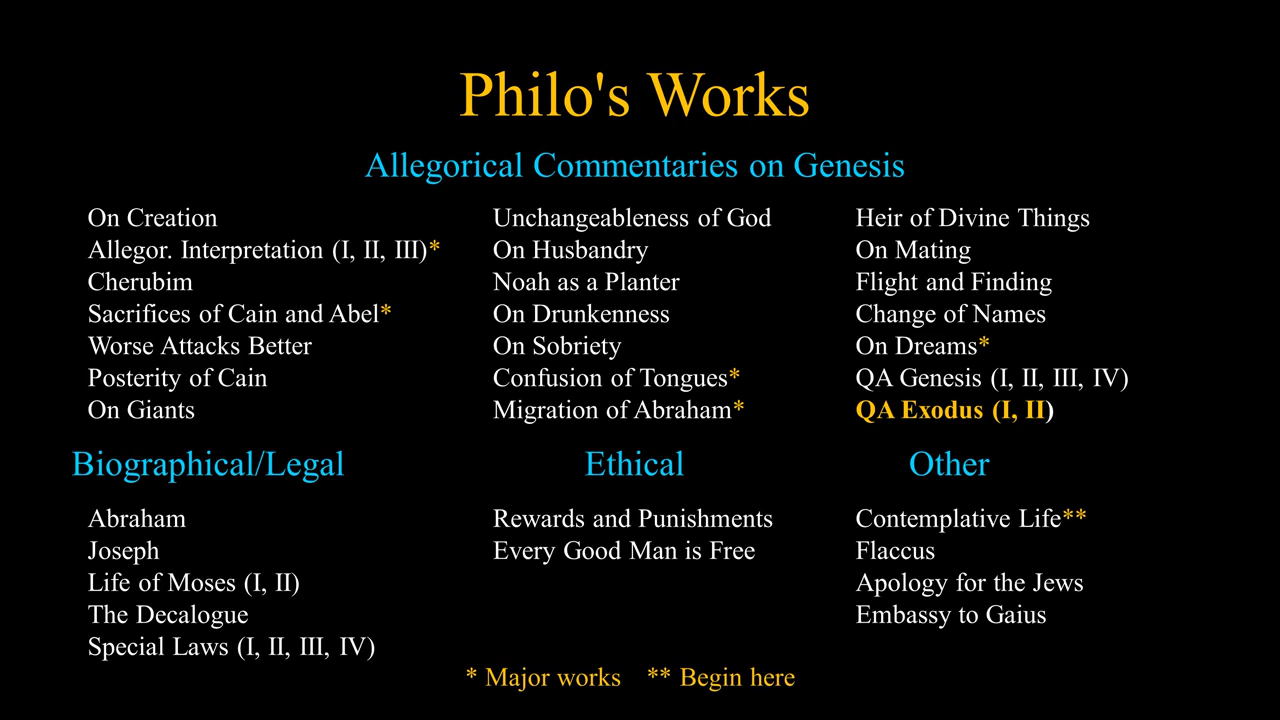 Philo's Works
Allegorical Commentaries on Genesis
On Creation
Allegor. Interpretation (I, II, III)*
Cherubim
Sacrifices of Cain and Abel*
Worse Attacks Better
Posterity of Cain
On Giants
Unchangeableness of God
On Husbandry
Noah as a Planter
On Drunkenness
On Sobriety
Confusion of Tongues*
Migration of Abraham*
Heir of Divine Things
On Mating
Flight and Finding
Change of Names
On Dreams*
QA Genesis (I, II, III, IV)
QA Exodus (I, II)
Biographical/Legal
Abraham
Joseph
Life of Moses (I, II)
The Decalogue
Special Laws (I, II, III, IV)
Ethical
Rewards and Punishments
Every Good Man is Free
Other
Contemplative Life**
Flaccus
Apology for the Jews
Embassy to Gaius
* Major works ** Begin here